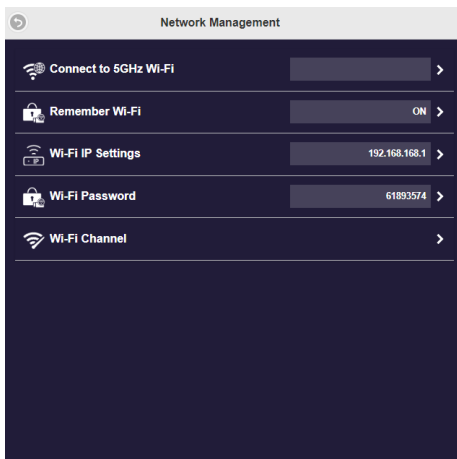 Network Management
Connect to 5GHz Wi-Fi
Remember Wi-Fi ON
Wi-Fi IP Settings 192.168.168.1
Wi-Fi Password 61893574
Wi-Fi Channel